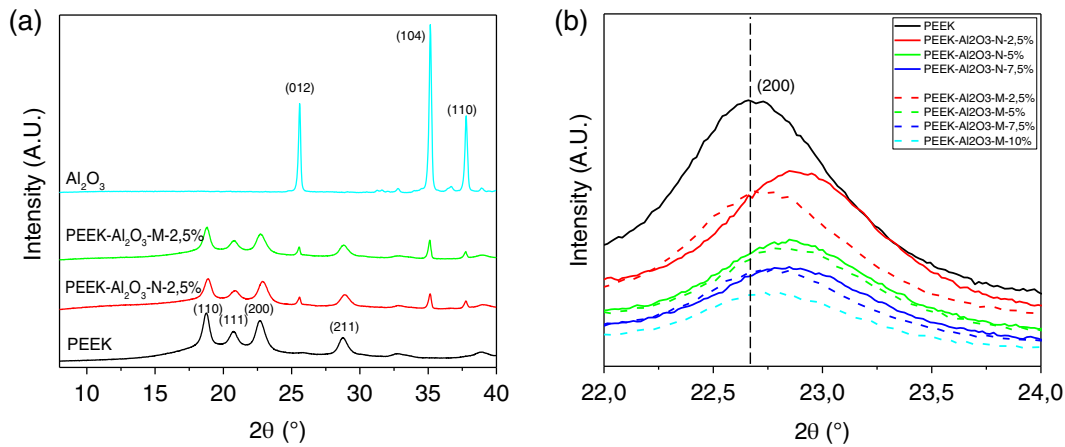 (a)
Intensity (A.U.)
(104)
(012)
(110)
Al₂O₃
PEEK-Al₂O₃-M-2,5%
PEEK-Al₂O₃-N-2,5%
(110)
(111)
(200)
(211)
PEEK
10 15 20 25 30 35 40
2θ (°)
(b)
Intensity (A.U.)
(200)
PEEK
PEEK-Al2O3-N-2,5%
PEEK-Al2O3-N-5%
PEEK-Al2O3-N-7,5%
PEEK-Al2O3-M-2,5%
PEEK-Al2O3-M-5%
PEEK-Al2O3-M-7,5%
PEEK-Al2O3-M-10%
22,0 22,5 23,0 23,5 24,0
2θ (°)